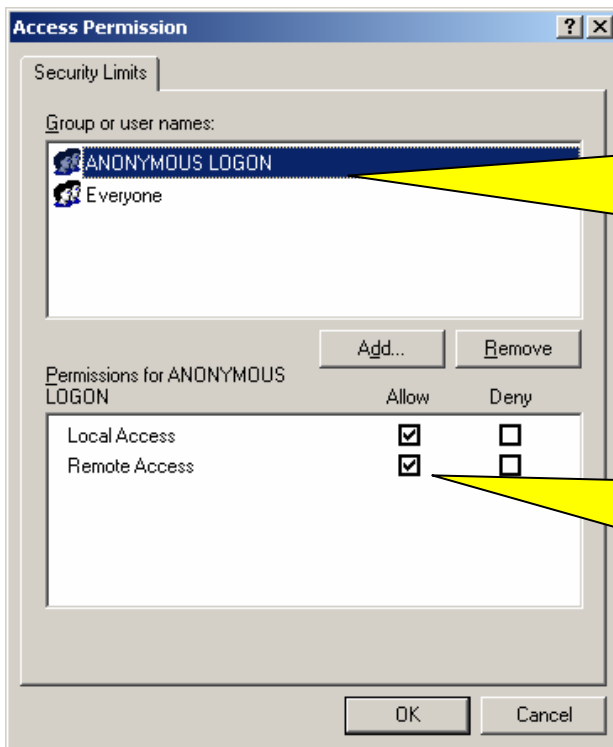 Access Permission
Security Limits
Group or user names:
ANONYMOUS LOGON
Everyone
Add... Remove
Permissions for ANONYMOUS
LOGON Allow Deny
Local Access
Remote Access
OK Cancel